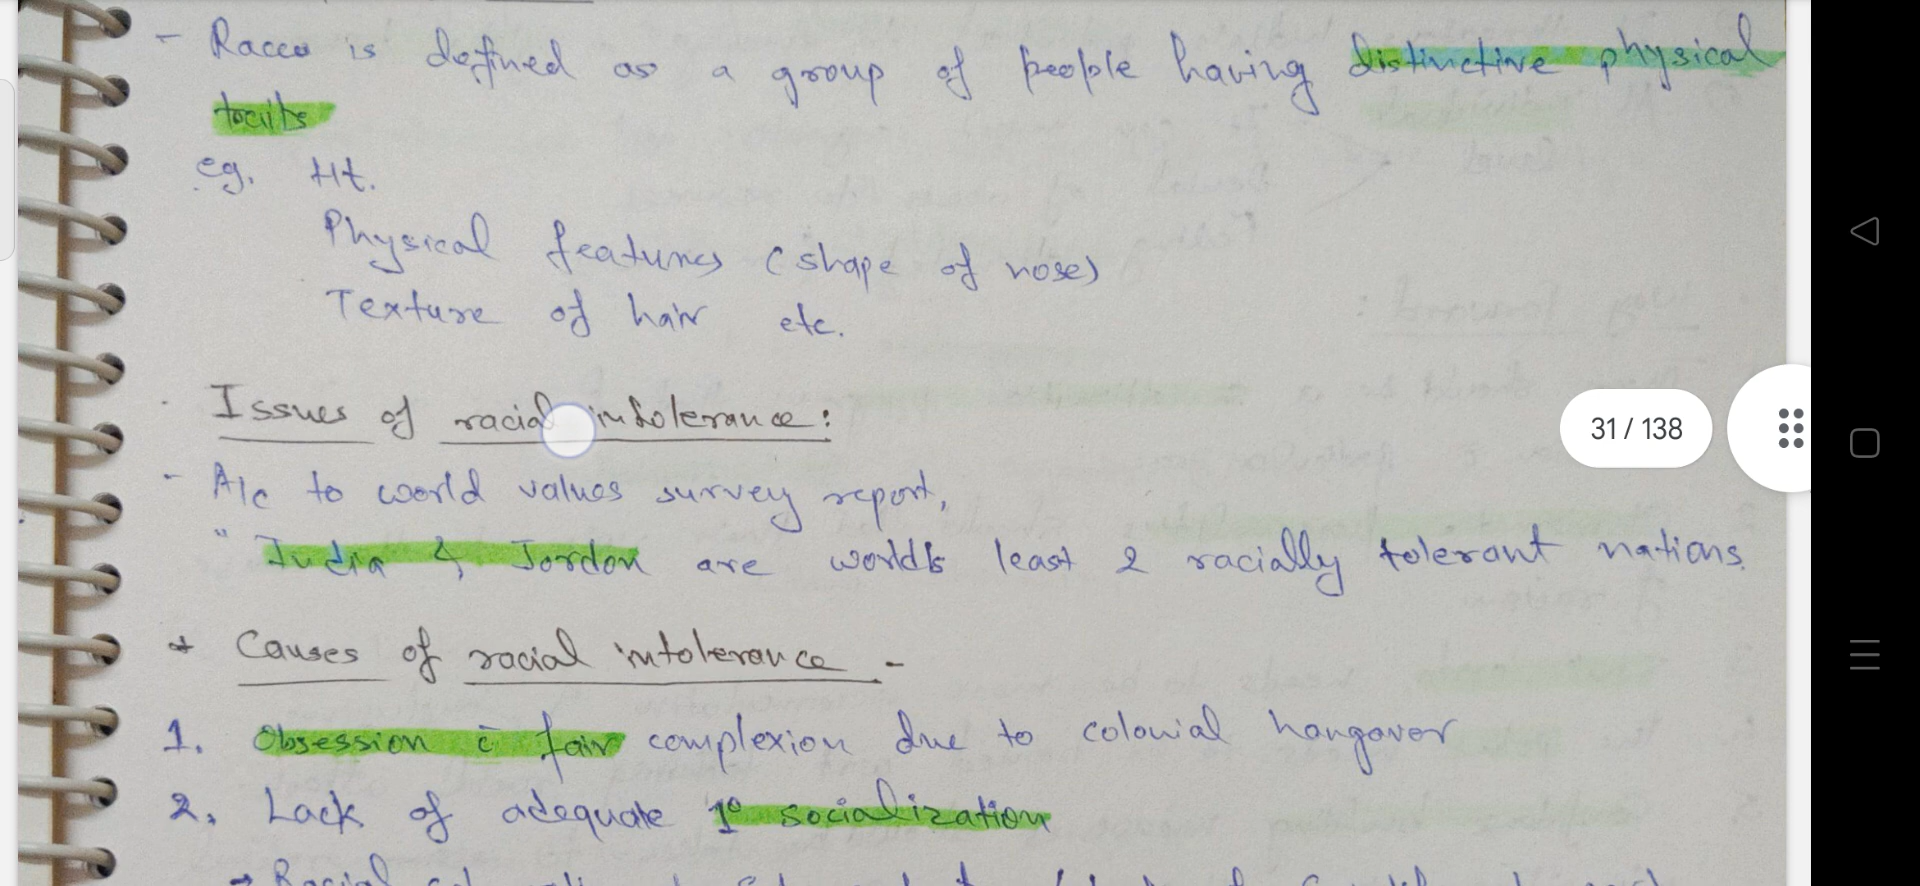 - Racea is defined as a group of people having distinctive physical
traits
eg. Ht.
Physical features (shape of nose)
Texture of hair etc.
Issues of racial intolerance:
- A/c to world values survey report,
" India & Jordon are world's least 2 racially tolerant nations.
* Causes of racial intolerance -
1. Obsession c̄ fair complexion due to colonial hangover
2. Lack of adequate 1° socialization
31 / 138